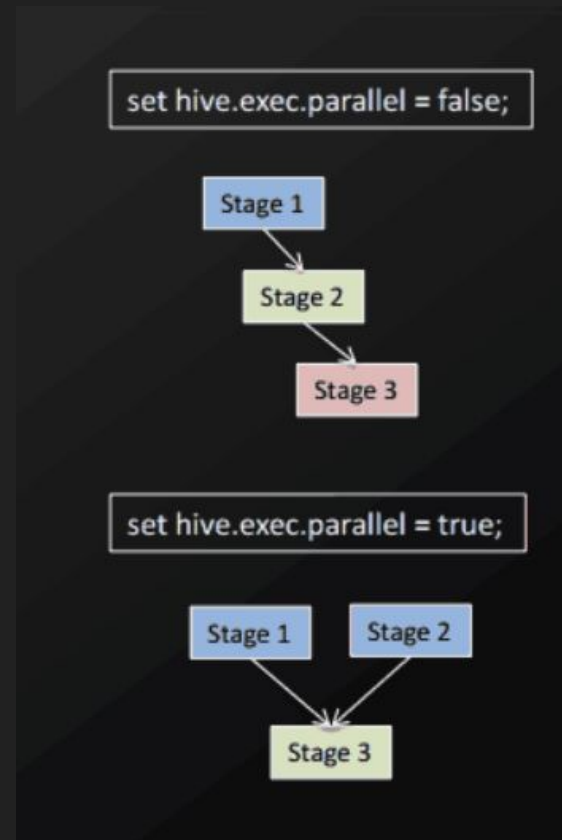 set hive.exec.parallel = false;
Stage 1
Stage 2
Stage 3
set hive.exec.parallel = true;
Stage 1 Stage 2
Stage 3